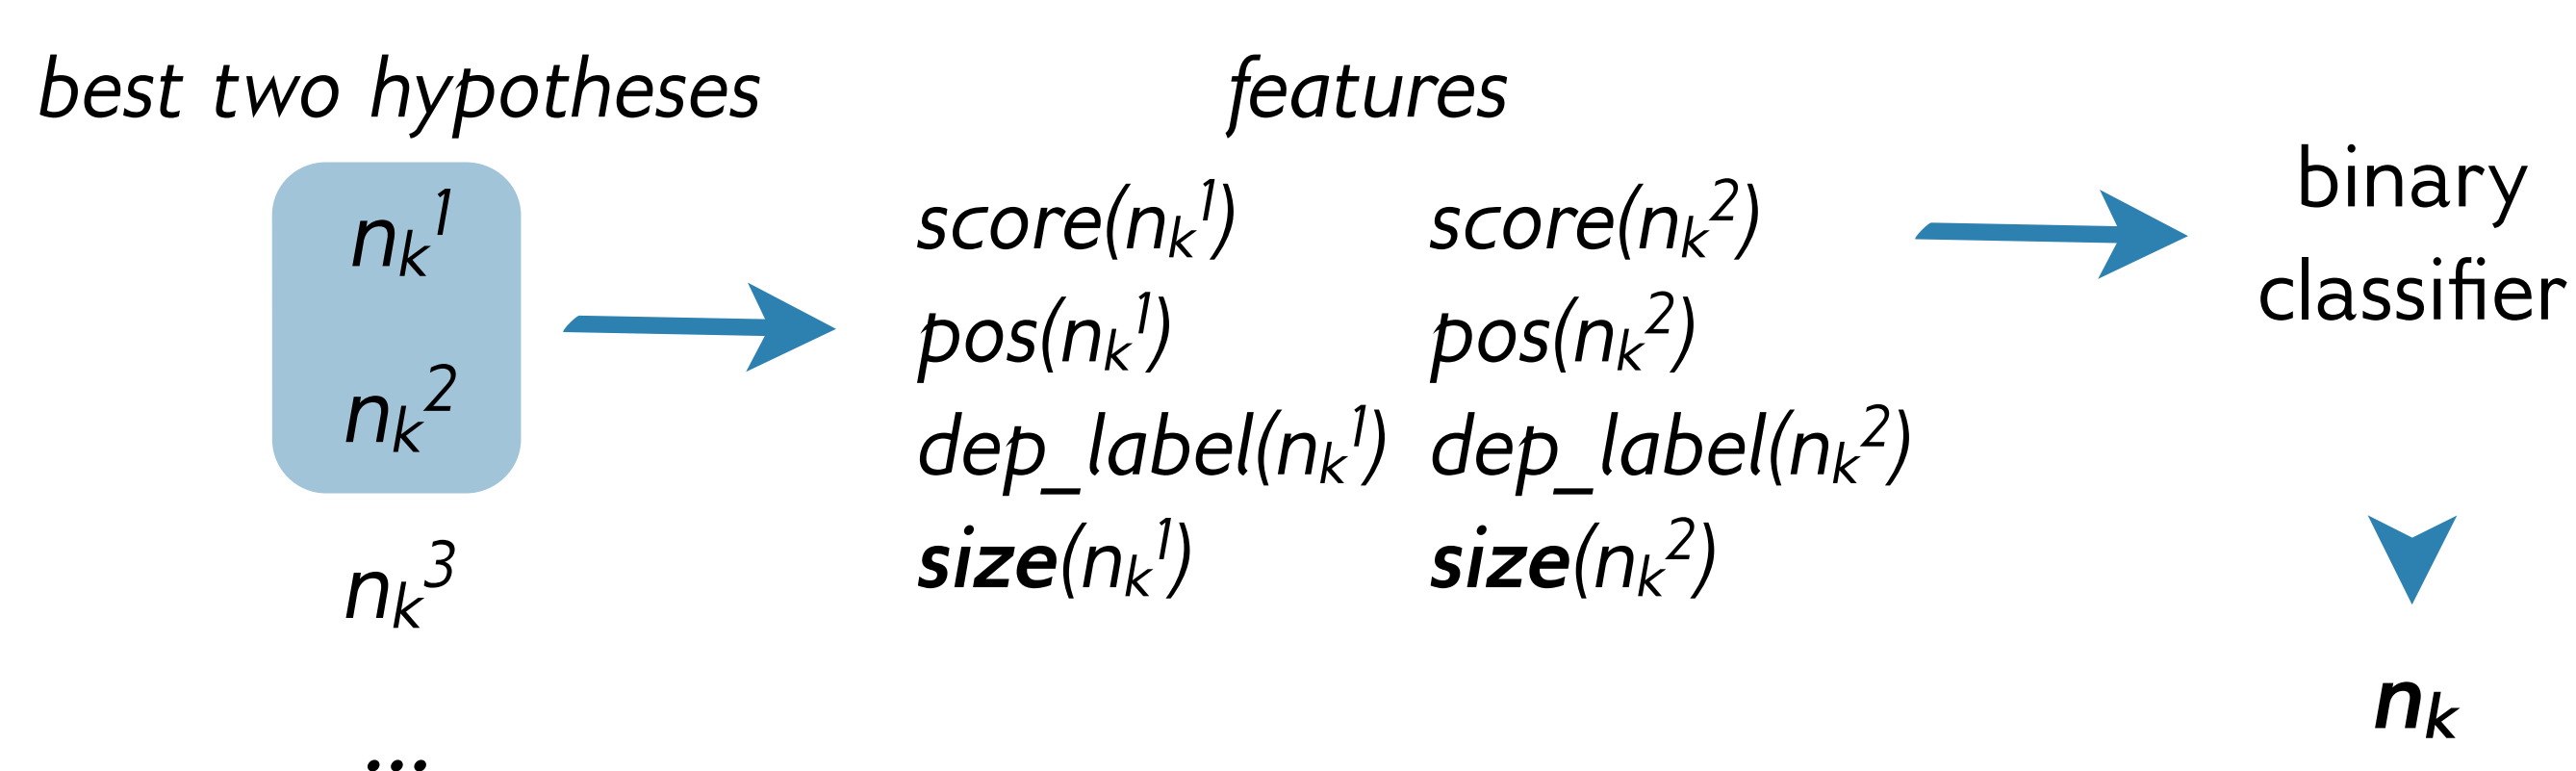 best two hypotheses
n_k^1
n_k^2
n_k^3
...
features
score(n_k^1) score(n_k^2)
pos(n_k^1) pos(n_k^2)
dep_label(n_k^1) dep_label(n_k^2)
size(n_k^1) size(n_k^2)
binary
classifier
n_k